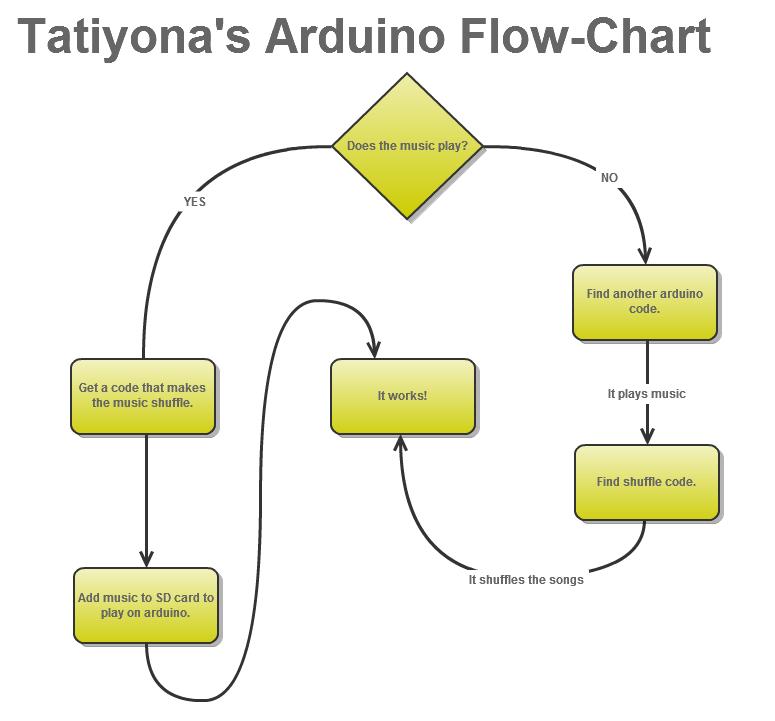 Tatiyona's Arduino Flow-Chart
Does the music play?
YES
NO
Find another arduino
code.
It plays music
Find shuffle code.
It shuffles the songs
Get a code that makes
the music shuffle.
Add music to SD card to
play on arduino.
It works!